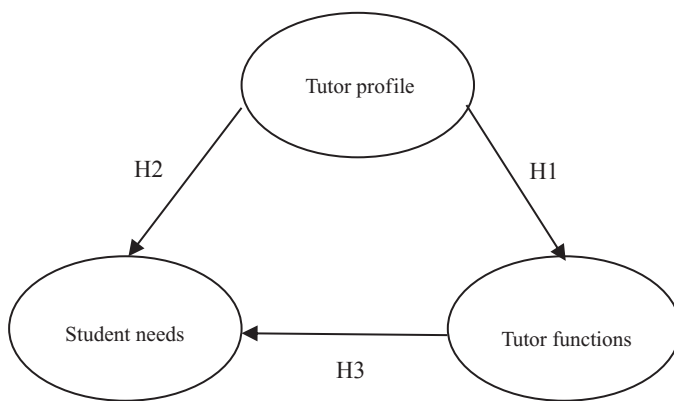 Tutor profile
H2
H1
Student needs
Tutor functions
H3